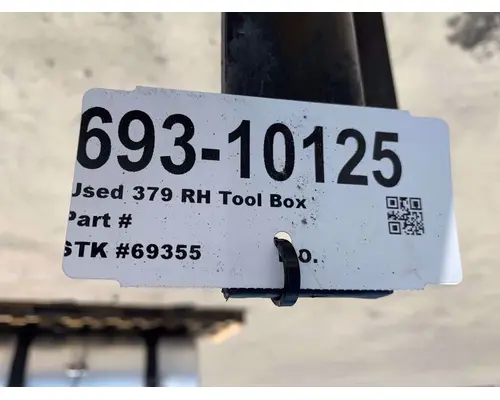 693-10125
Used 379 RH Tool Box
Part #
STK #69355 o.